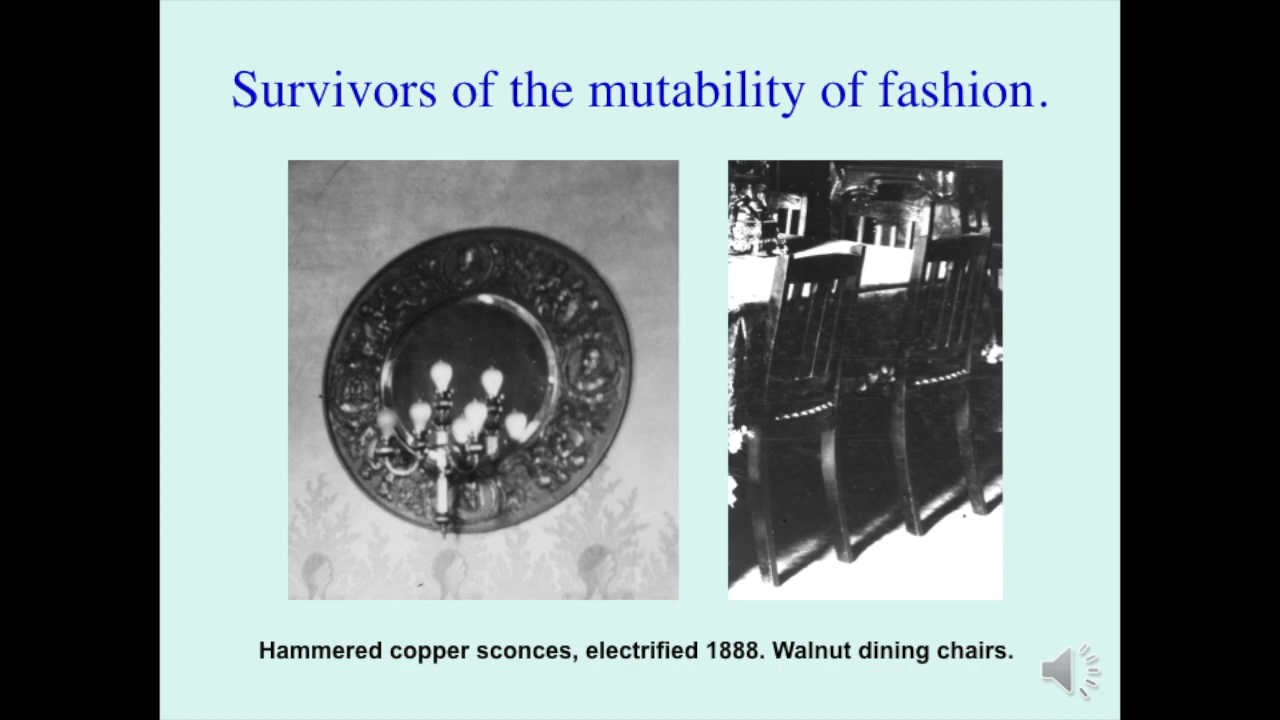 Survivors of the mutability of fashion.
Hammered copper sconces, electrified 1888. Walnut dining chairs.